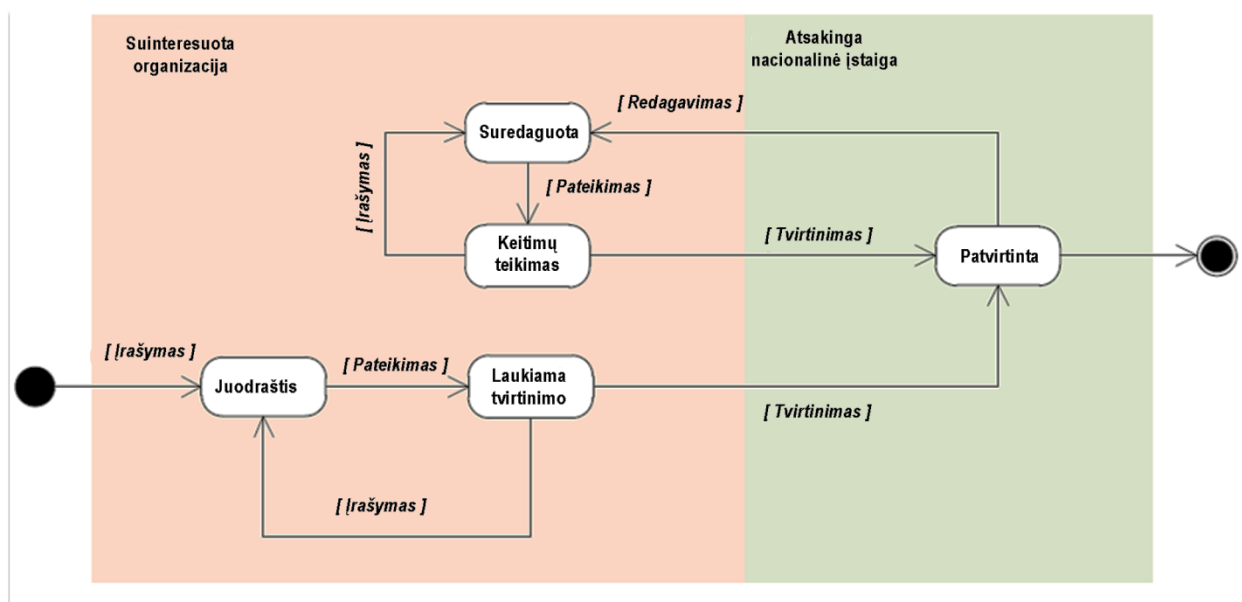 Suinteresuota
organizacija
Atsakinga
nacionalinė įstaiga
[ Redagavimas ]
Suredaguota
[ Įrašymas ]
[ Pateikimas ]
Keitimų
teikimas
[ Tvirtinimas ]
Patvirtinta
[ Įrašymas ]
Juodraštis
[ Pateikimas ]
Laukiama
tvirtinimo
[ Tvirtinimas ]
[ Įrašymas ]